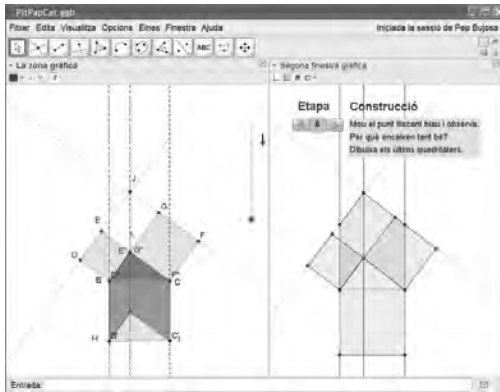 PitPapCat.ggb
Fitxer Edita Visualitza Opcions Eines Finestra Ajuda
Iniciada la sessió de Pep Bujosa
ABC
La zona gràfica
Segona finestra gràfica
Etapa Construcció
8
Mou el punt lliscant blau i observa.
Per què encaixen tant bé?
Dibuixa els últims quadrilàters.
J
G
E
F
D
E'' G''
B
C
H
Entrada: